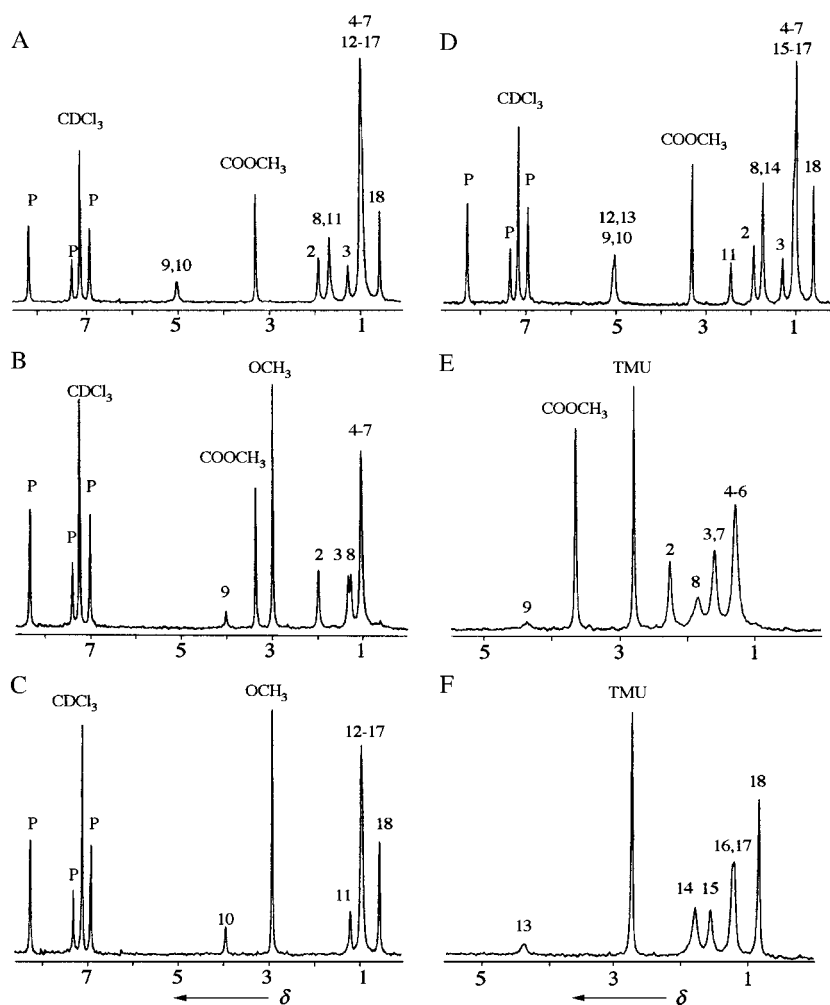 A
4-7
12-17
CDCl3
COOCH3
P
P
P
18
8,11
2
3
9,10
7
5
3
1
D
4-7
15-17
CDCl3
COOCH3
P
P
P
8,14
18
12,13
9,10
2
11
3
7
5
3
1
B
OCH3
CDCl3
COOCH3
4-7
P
P
P
2
3 8
9
7
5
3
1
E
TMU
COOCH3
4-6
2
3,7
8
9
5
3
1
C
OCH3
CDCl3
12-17
P
P
P
18
11
10
7
5
3
1
δ
F
TMU
18
16,17
14
15
13
5
3
1
δ